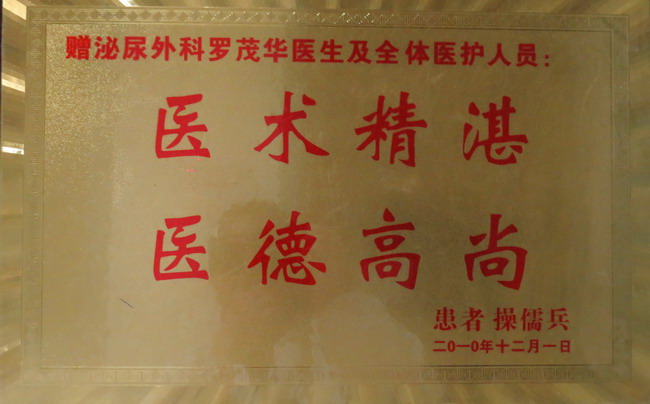 赠泌尿外科罗茂华医生及全体医护人员：
医术精湛
医德高尚
患者 操儒兵
二0一0年十二月一日